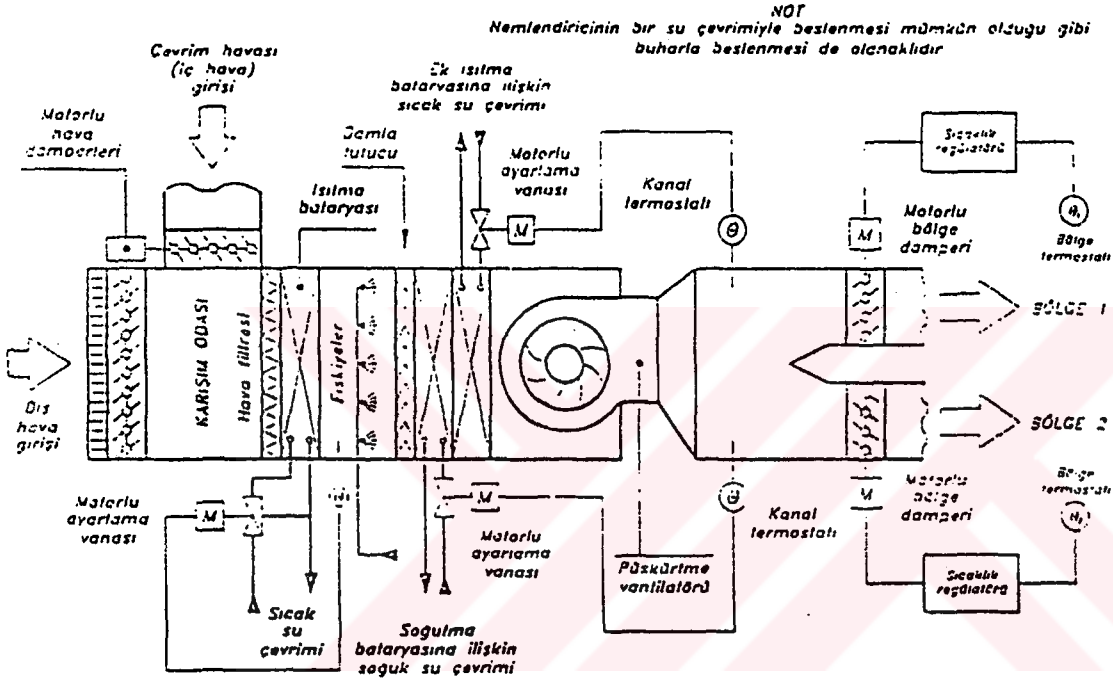 NOT
Nemlendiricinin bir su çevrimiyle beslenmesi mümkün olduğu gibi
buharla beslenmesi de olanaklıdır
Çevrim havası
(iç hava)
girişi
Ek ısıtma
bataryasına ilişkin
sıcak su çevrimi
Motorlu
hava
damperleri
Damla
tutucu
Isıtma
bataryası
Motorlu
ayarlama
vanası
M
Kanal
termostatı
θ
Sıcaklık
regülatörü
Motorlu
bölge
damperi
M
Bölge
termostatı
Dış
hava
girişi
KARIŞIM ODASI
Hava filtrası
Fıskiyeler
BÖLGE 1
BÖLGE 2
Motorlu
ayarlama
vanası
M
Sıcak
su
çevrimi
M
Motorlu
ayarlama
vanası
Soğutma
bataryasına ilişkin
soğuk su çevrimi
Püskürtme
vantilatörü
θ
Kanal
termostatı
M
Motorlu
bölge
damperi
Bölge
termostatı
Sıcaklık
regülatörü